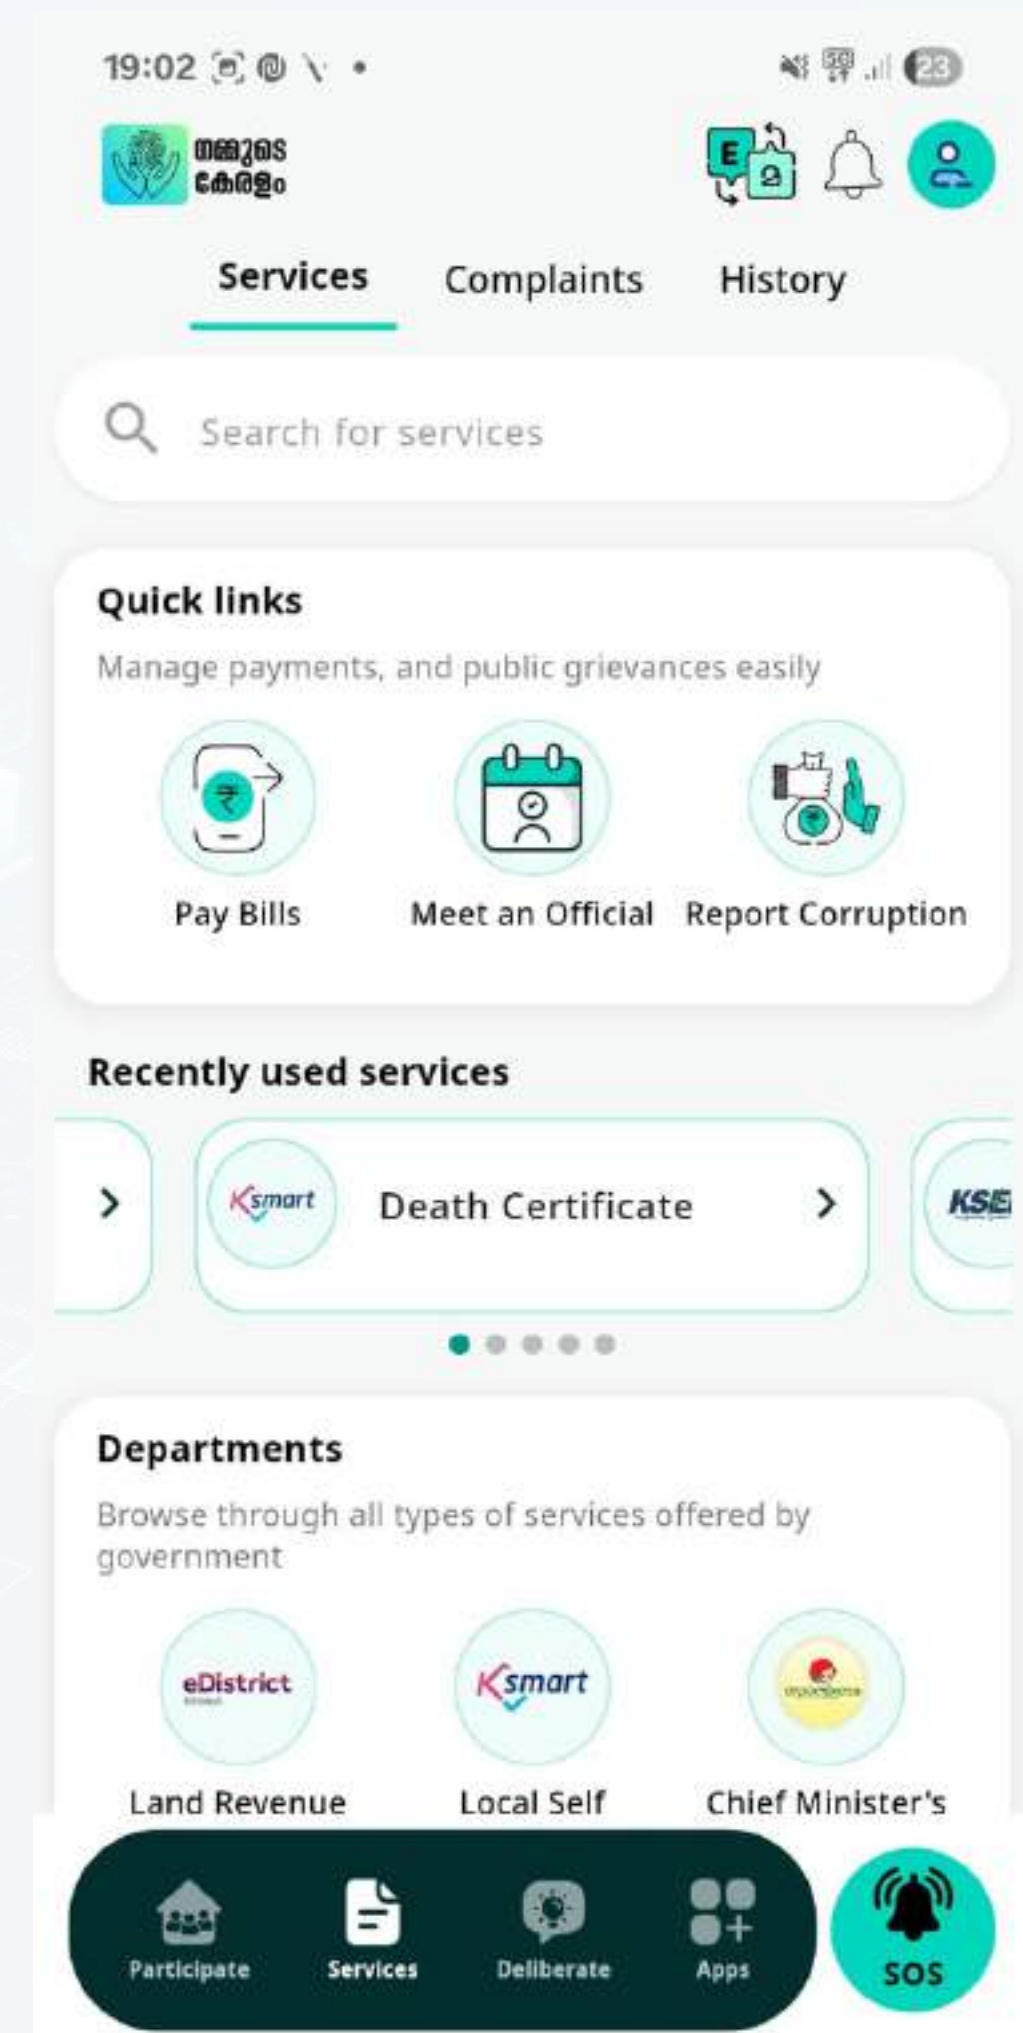 19:02
5G
23
നമ്മുടെ
കേരളം
E
മ
Services Complaints History
Search for services
Quick links
Manage payments, and public grievances easily
Pay Bills Meet an Official Report Corruption
Recently used services
Ksmart Death Certificate
Departments
Browse through all types of services offered by
government
eDistrict Ksmart
Land Revenue Local Self Chief Minister's
Participate Services Deliberate Apps SOS